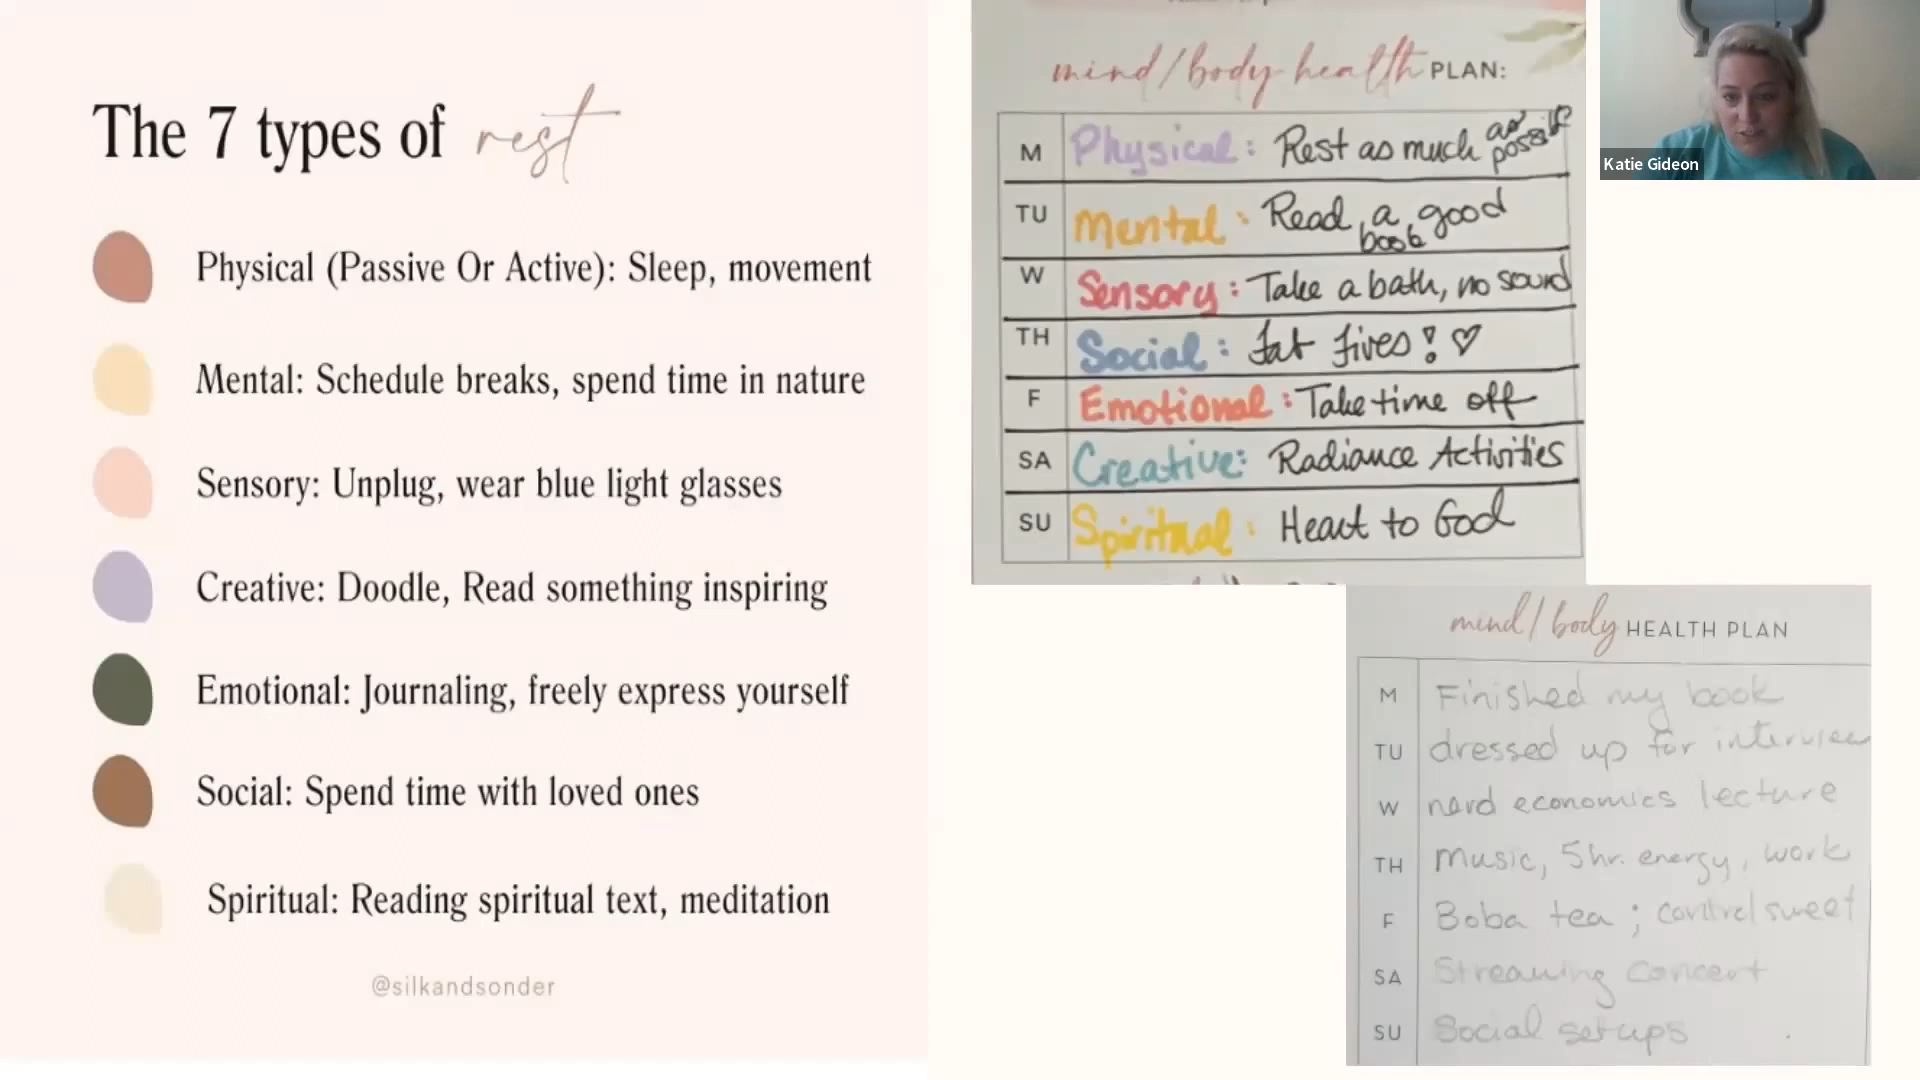 The 7 types of rest
Physical (Passive Or Active): Sleep, movement
Mental: Schedule breaks, spend time in nature
Sensory: Unplug, wear blue light glasses
Creative: Doodle, Read something inspiring
Emotional: Journaling, freely express yourself
Social: Spend time with loved ones
Spiritual: Reading spiritual text, meditation
@silkandsonder
mind/body health PLAN:
M Physical: Rest as much as
TU Mental: Read a good
book
W Sensory: Take a bath, no sound
TH Social: fat fives! ♡
F Emotional: Take time off
SA Creative: Radiance Activities
SU Spiritual: Heart to God
Katie Gideon
mind/body HEALTH PLAN
M Finished my book
TU dressed up for interview
W nerd economics lecture
TH Music, 5hr. energy, work
F Boba tea; control sweet
SA Streaming concert
SU Social setups